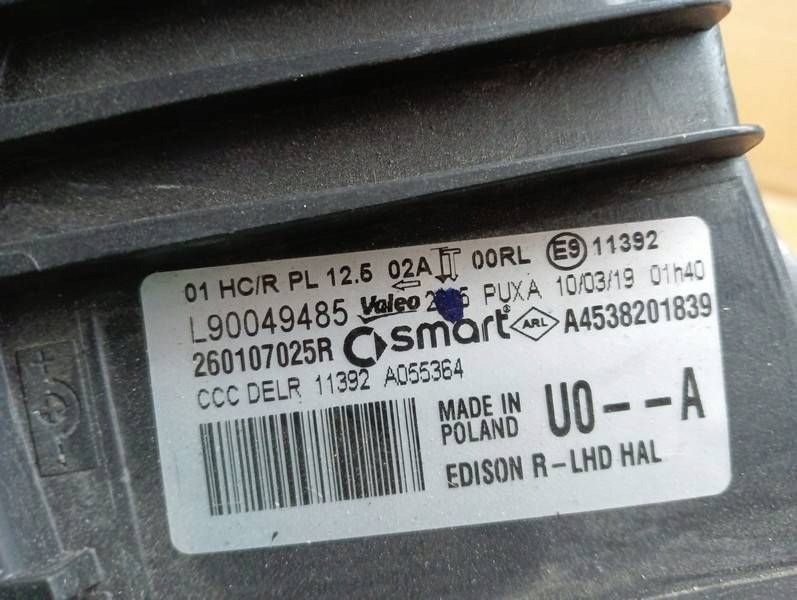 01 HC/R PL 12.5 02A 00RL E9 11392
L90049485 Valeo PUXA 10/03/19 01h40
260107025R smart ARL A4538201839
CCC DELR 11392 A055364
MADE IN POLAND U0--A
EDISON R-LHD HAL